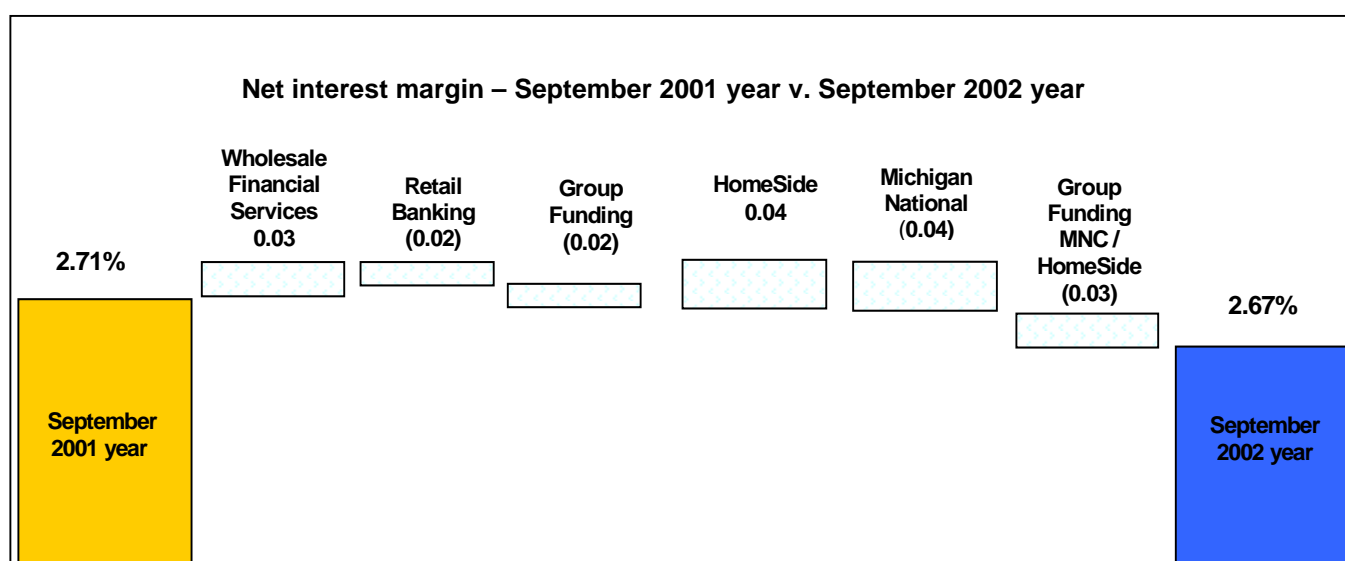 Net interest margin – September 2001 year v. September 2002 year
2.71%
Wholesale
Financial
Services
0.03
Retail
Banking
(0.02)
Group
Funding
(0.02)
HomeSide
0.04
Michigan
National
(0.04)
Group
Funding
MNC /
HomeSide
(0.03)
2.67%
September
2001 year
September
2002 year